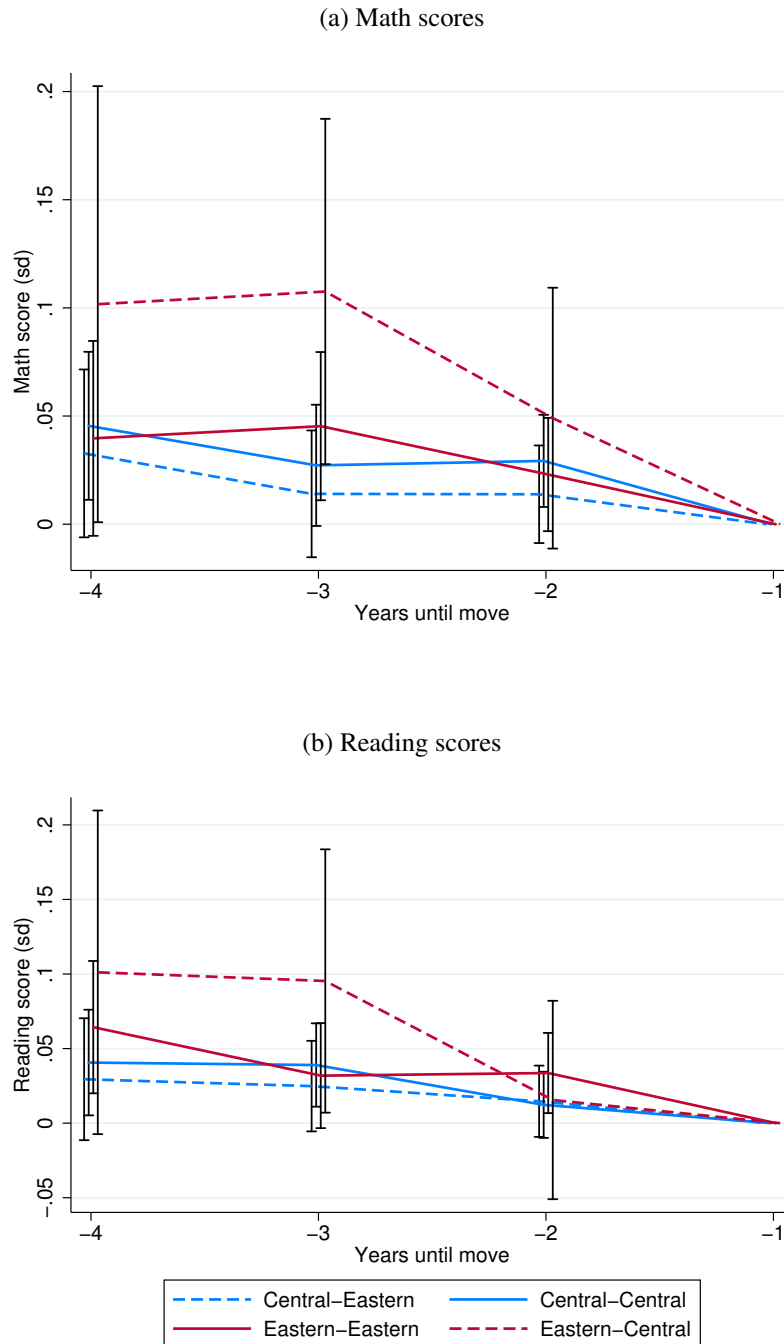 (a) Math scores
.2
.15
.1
.05
0
Math score (sd)
−4 −3 −2 −1
Years until move
(b) Reading scores
.2
.15
.1
.05
0
−.05
Reading score (sd)
−4 −3 −2 −1
Years until move
Central−Eastern Central−Central
Eastern−Eastern Eastern−Central